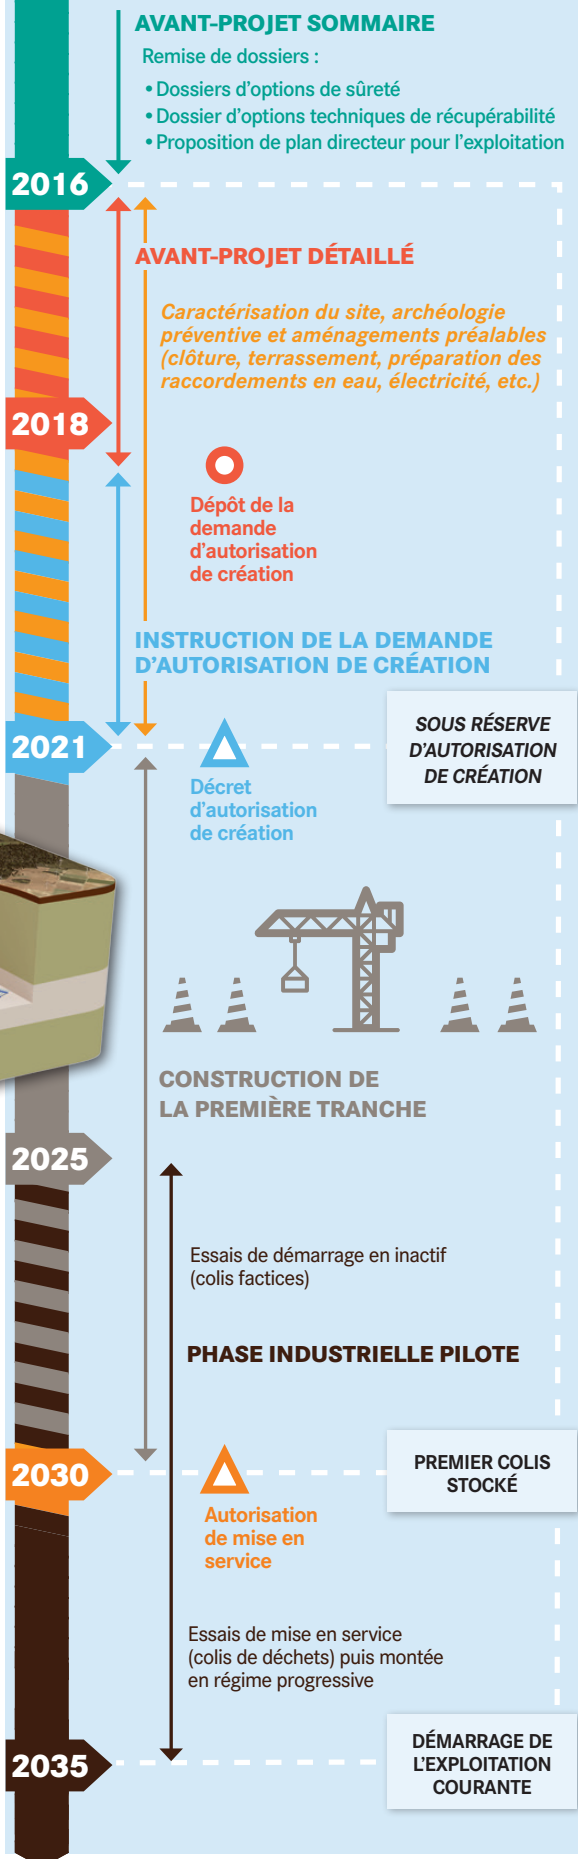 AVANT-PROJET SOMMAIRE
Remise de dossiers :
• Dossiers d'options de sûreté
• Dossier d'options techniques de récupérabilité
• Proposition de plan directeur pour l'exploitation
2016
AVANT-PROJET DÉTAILLÉ
Caractérisation du site, archéologie
préventive et aménagements préalables
(clôture, terrassement, préparation des
raccordements en eau, électricité, etc.)
2018
Dépôt de la
demande
d'autorisation
de création
INSTRUCTION DE LA DEMANDE
D'AUTORISATION DE CRÉATION
2021
SOUS RÉSERVE
D'AUTORISATION
DE CRÉATION
Décret
d'autorisation
de création
CONSTRUCTION DE
LA PREMIÈRE TRANCHE
2025
Essais de démarrage en inactif
(colis factices)
PHASE INDUSTRIELLE PILOTE
2030
PREMIER COLIS
STOCKÉ
Autorisation
de mise en
service
Essais de mise en service
(colis de déchets) puis montée
en régime progressive
2035
DÉMARRAGE DE
L'EXPLOITATION
COURANTE